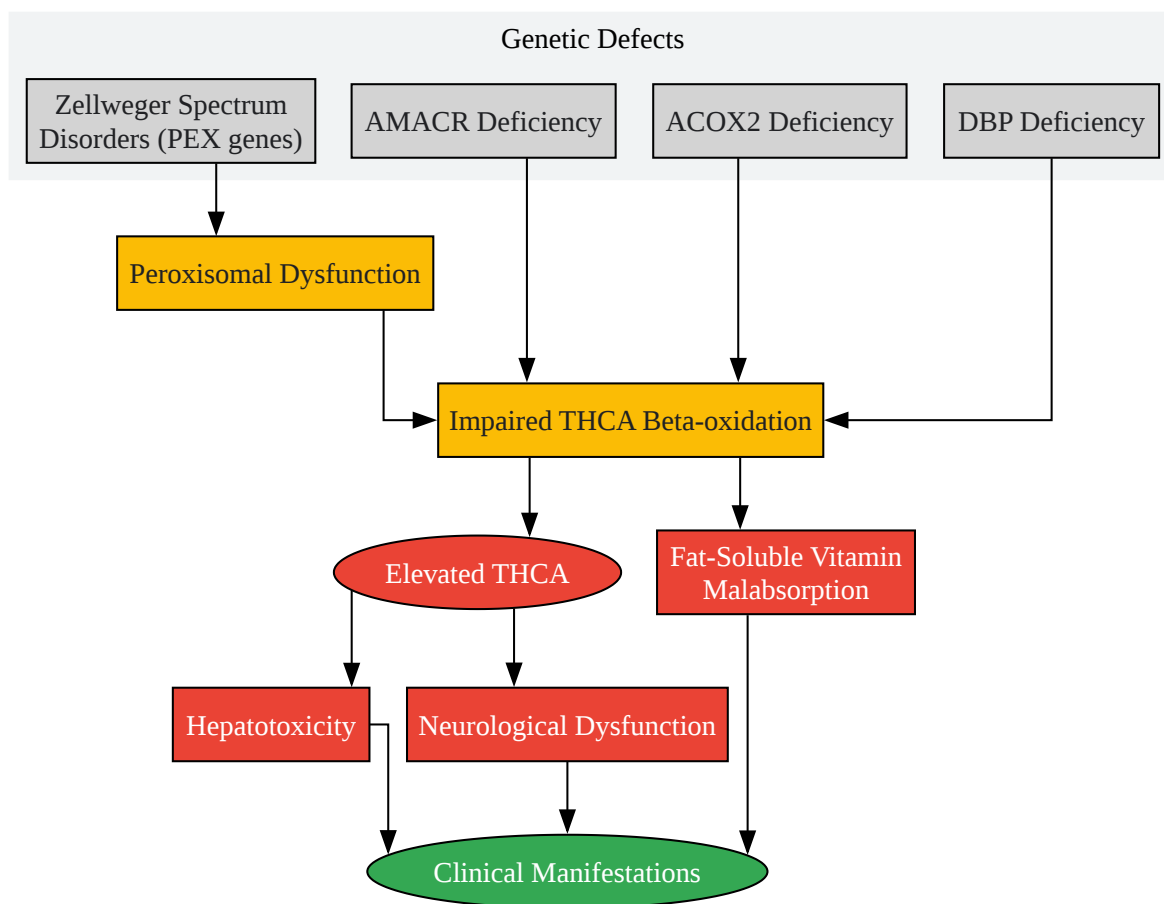 Genetic Defects
Zellweger Spectrum
Disorders (PEX genes)
AMACR Deficiency
ACOX2 Deficiency
DBP Deficiency
Peroxisomal Dysfunction
Impaired THCA Beta-oxidation
Elevated THCA
Fat-Soluble Vitamin
Malabsorption
Hepatotoxicity
Neurological Dysfunction
Clinical Manifestations